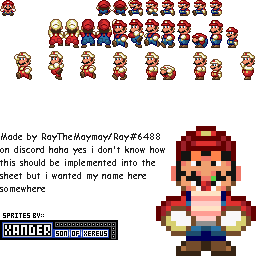 Made by RayTheMaymay/Ray#6488
on discord haha yes i don't know how
this should be implemented into the
sheet but i wanted my name here
somewhere
SPRITES BY::
XANDER SON OF XEREUS